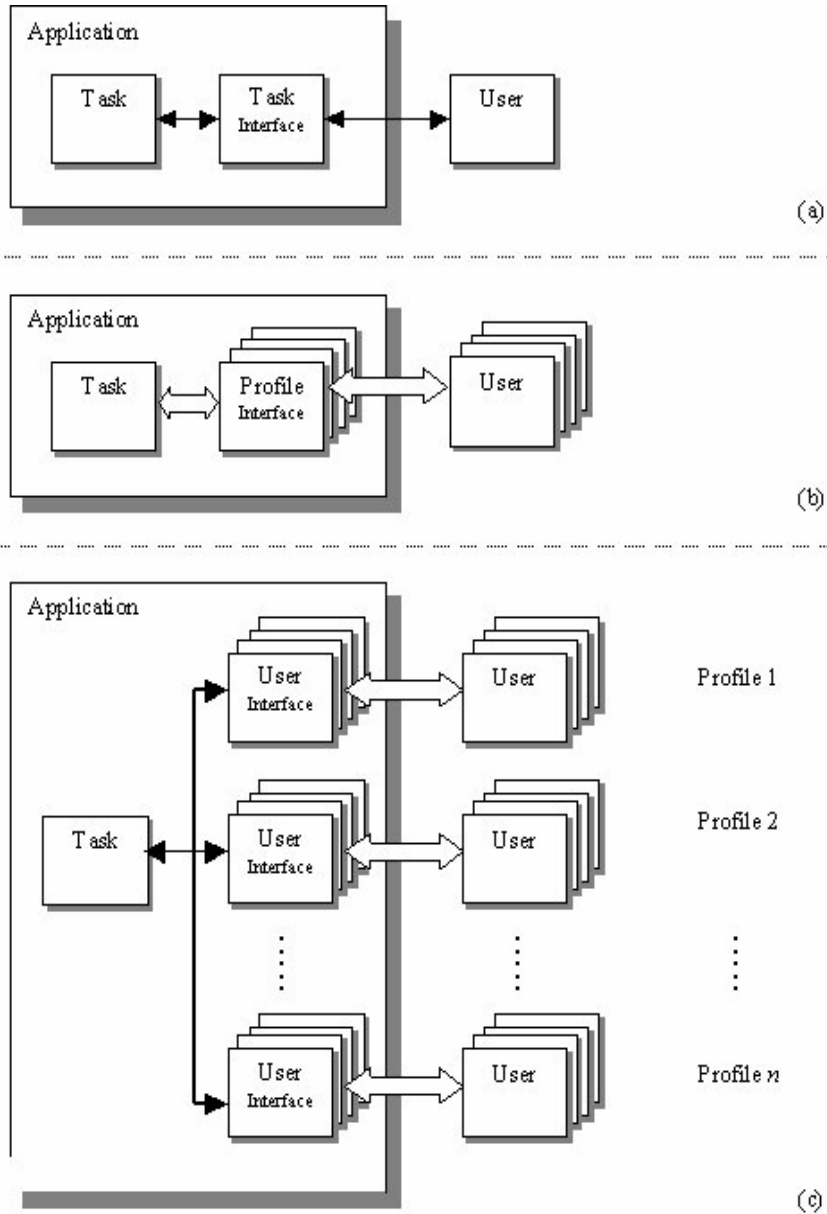 Application
Task
Task
Interface
User
(a)
Application
Task
Profile
Interface
User
(b)
Application
User
Interface
User
Profile 1
Task
User
Interface
User
Profile 2
User
Interface
User
Profile n
(c)